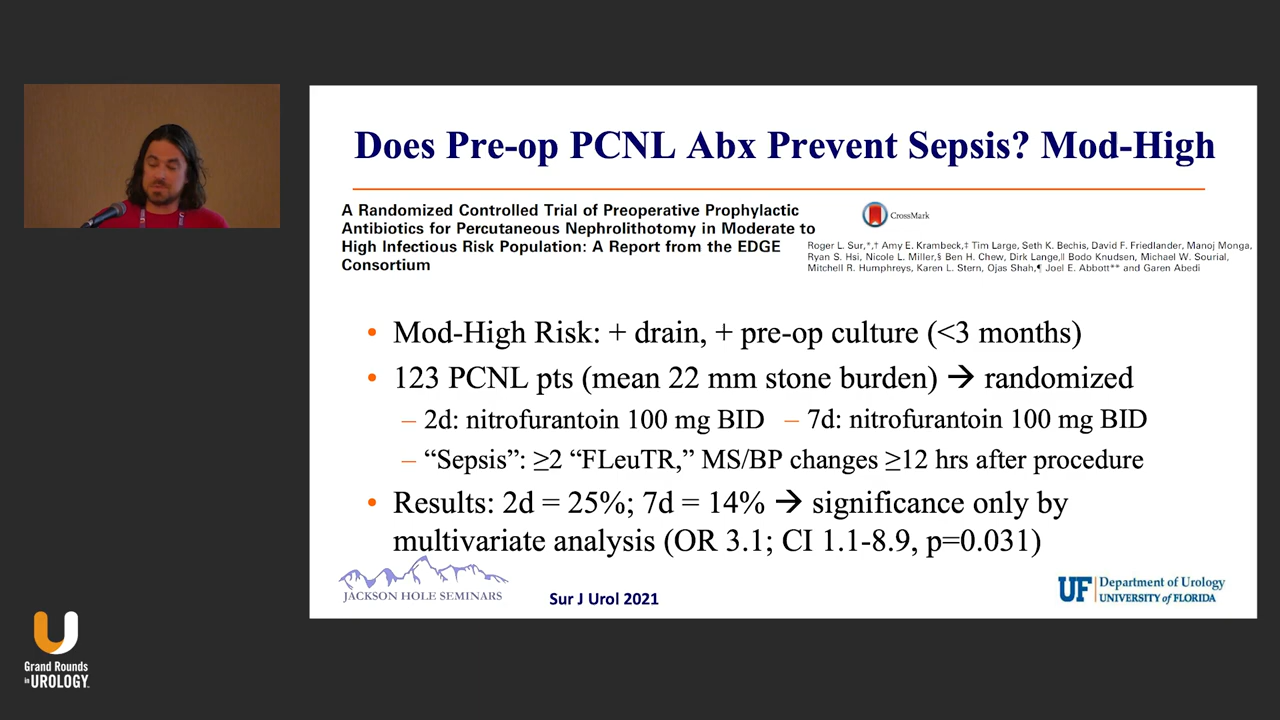 Does Pre-op PCNL Abx Prevent Sepsis? Mod-High
A Randomized Controlled Trial of Preoperative Prophylactic
Antibiotics for Percutaneous Nephrolithotomy in Moderate to
High Infectious Risk Population: A Report from the EDGE
Consortium
CrossMark
Roger L. Sur,*,† Amy E. Krambeck,‡ Tim Large, Seth K. Bechis, David F. Friedlander, Manoj Monga,
Ryan S. Hsi, Nicole L. Miller,§ Ben H. Chew, Dirk Lange,|| Bodo Knudsen, Michael W. Sourial,
Mitchell R. Humphreys, Karen L. Stern, Ojas Shah,¶ Joel E. Abbott** and Garen Abedi
• Mod-High Risk: + drain, + pre-op culture (<3 months)
• 123 PCNL pts (mean 22 mm stone burden) → randomized
– 2d: nitrofurantoin 100 mg BID – 7d: nitrofurantoin 100 mg BID
– “Sepsis”: ≥2 “FLeuTR,” MS/BP changes ≥12 hrs after procedure
• Results: 2d = 25%; 7d = 14% → significance only by
multivariate analysis (OR 3.1; CI 1.1-8.9, p=0.031)
JACKSON HOLE SEMINARS
Sur J Urol 2021
UF Department of Urology
UNIVERSITY of FLORIDA
Grand Rounds
in UROLOGY